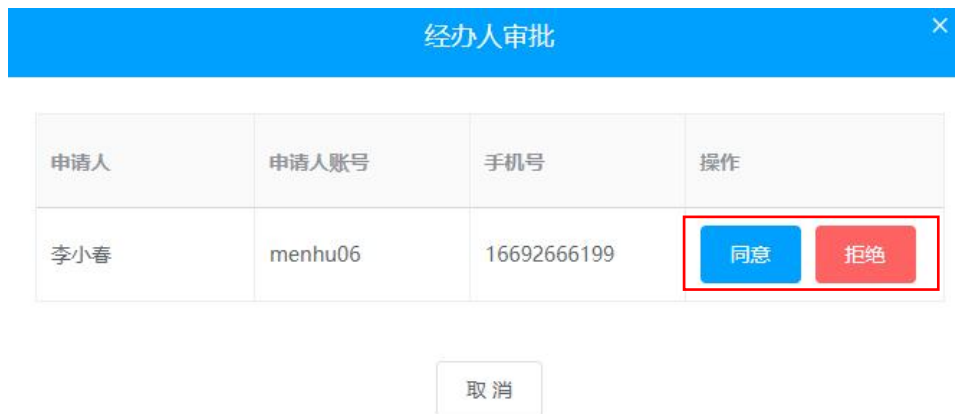 经办人审批
申请人 申请人账号 手机号 操作
李小春 menhu06 16692666199 同意 拒绝
取 消